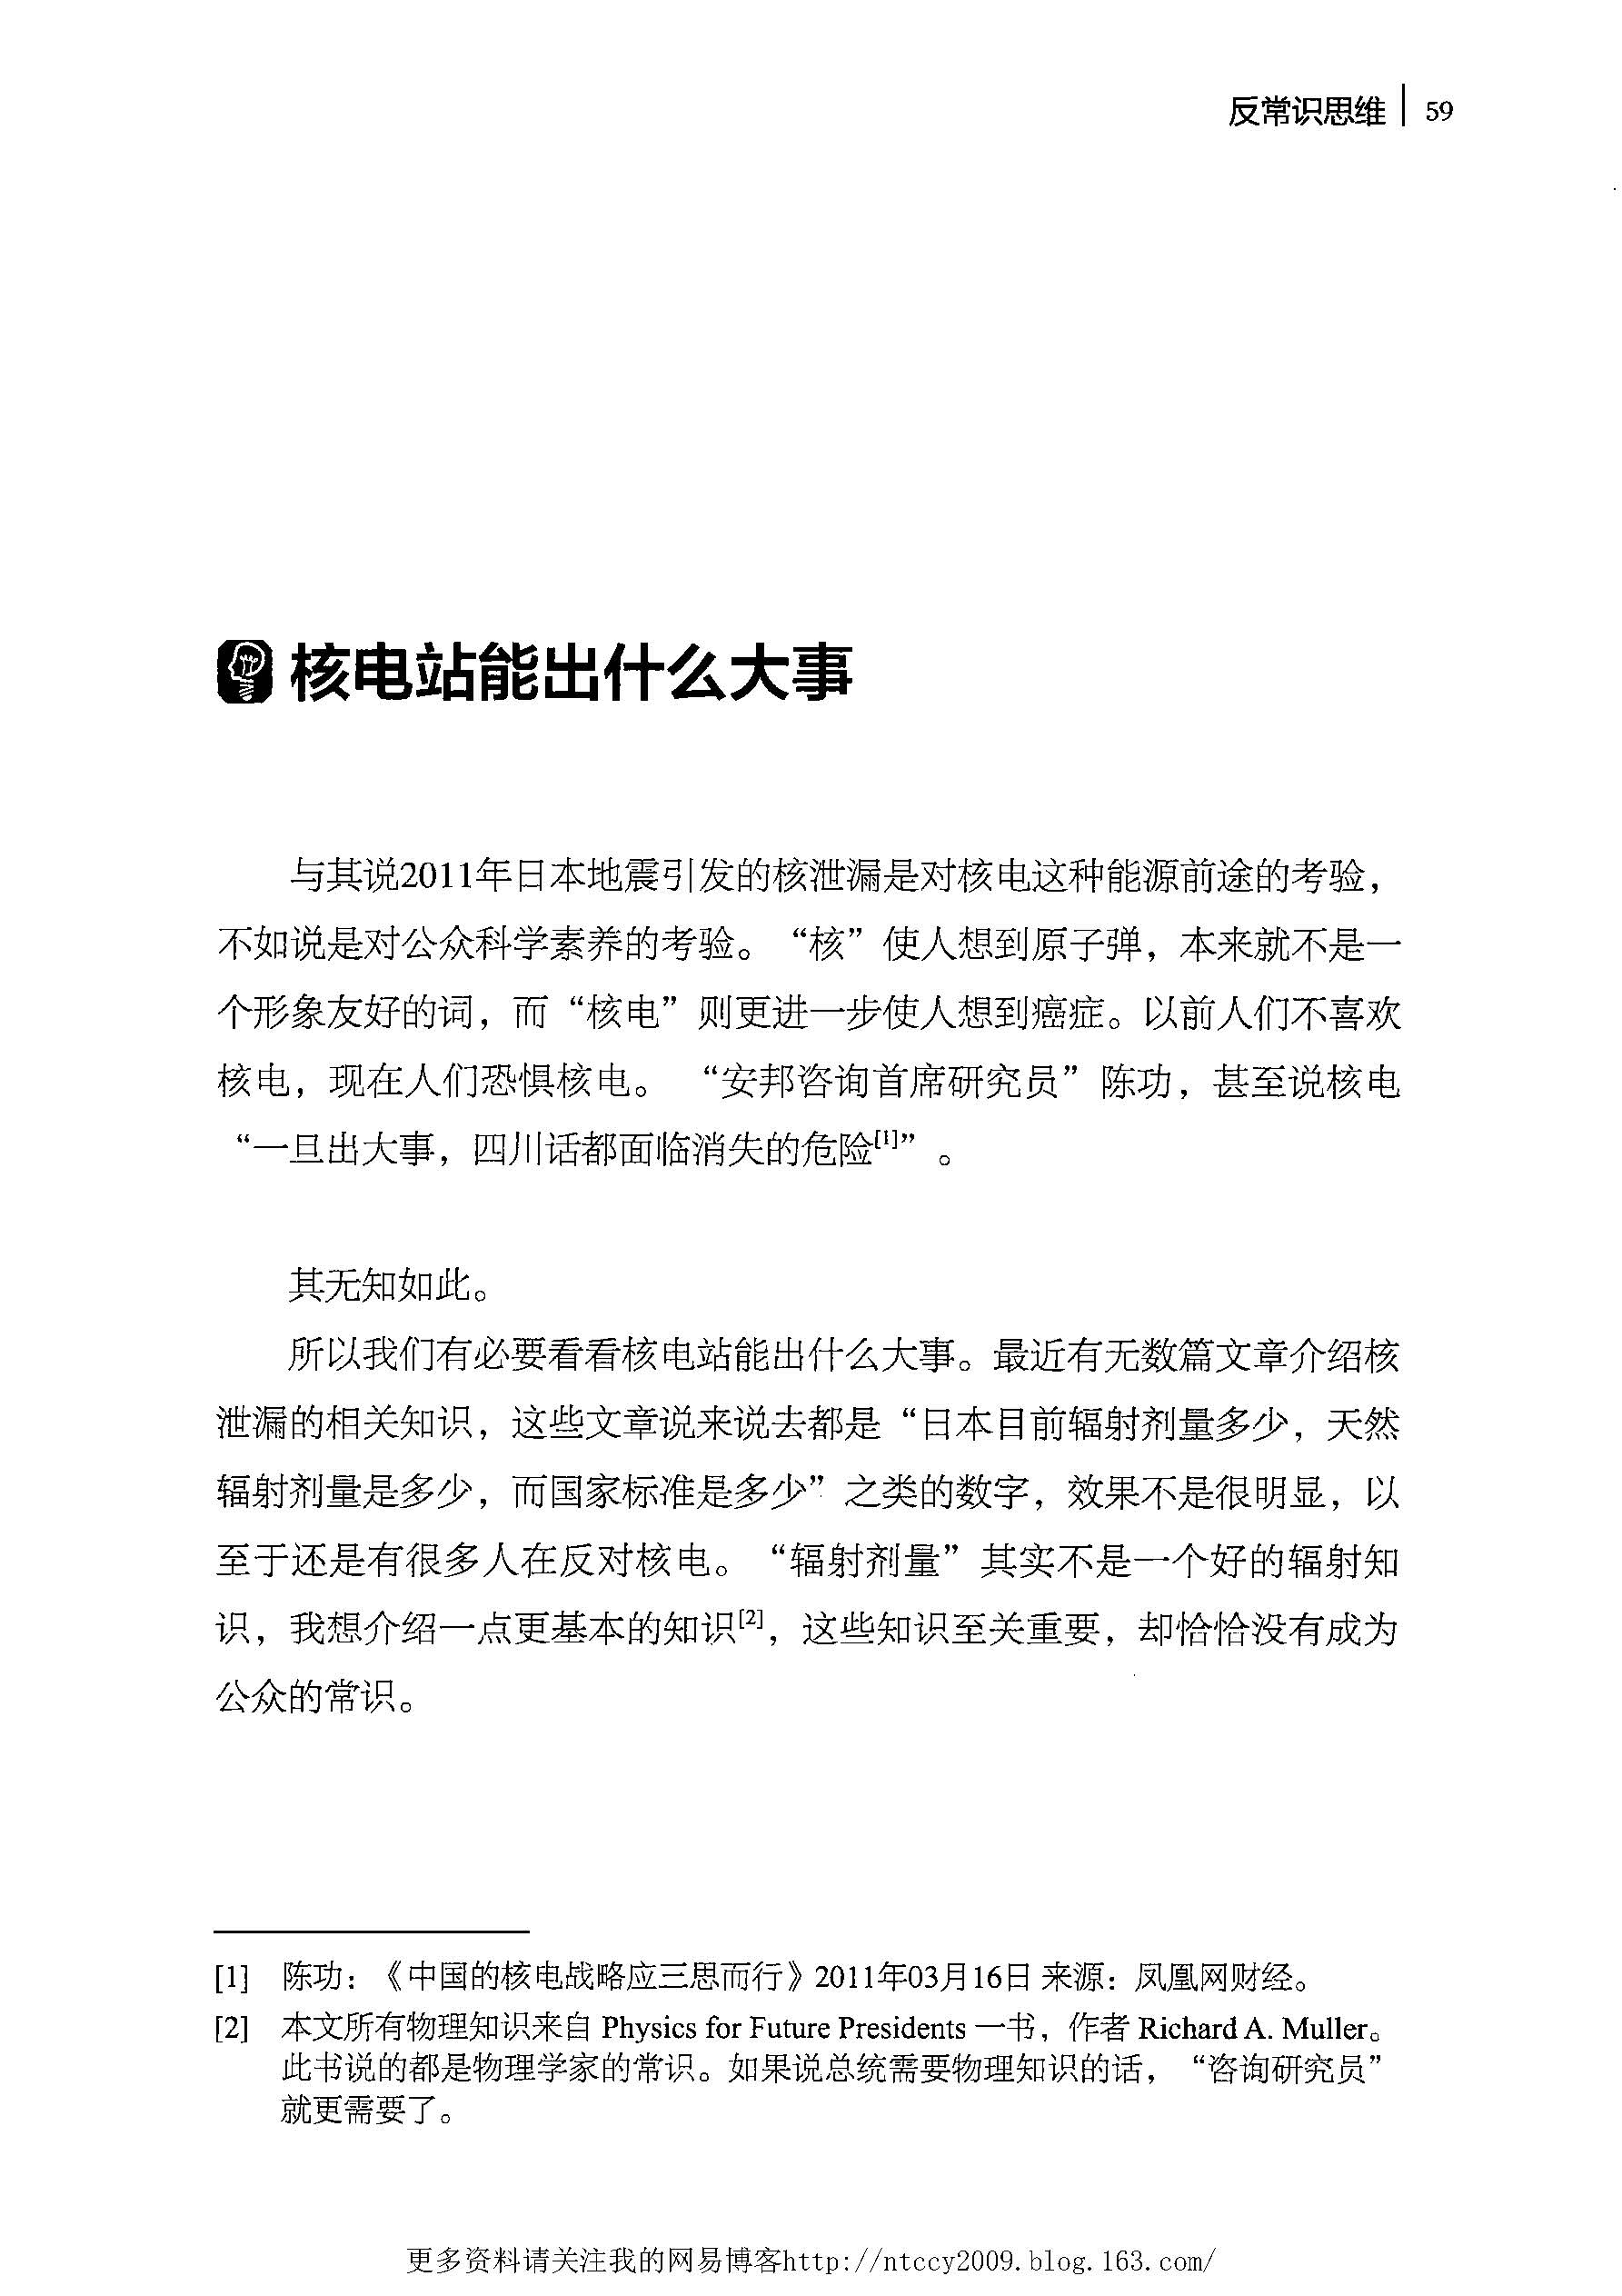 反常识思维 | 59
核电站能出什么大事
与其说2011年日本地震引发的核泄漏是对核电这种能源前途的考验，
不如说是对公众科学素养的考验。“核”使人想到原子弹，本来就不是一
个形象友好的词，而“核电”则更进一步使人想到癌症。以前人们不喜欢
核电，现在人们恐惧核电。 “安邦咨询首席研究员”陈功，甚至说核电
“一旦出大事，四川话都面临消失的危险[1]”。
其无知如此。
所以我们有必要看看核电站能出什么大事。最近有无数篇文章介绍核
泄漏的相关知识，这些文章说来说去都是“日本目前辐射剂量多少，天然
辐射剂量是多少，而国家标准是多少”之类的数字，效果不是很明显，以
至于还是有很多人在反对核电。“辐射剂量”其实不是一个好的辐射知
识，我想介绍一点更基本的知识[2]，这些知识至关重要，却恰恰没有成为
公众的常识。
[1] 陈功：《中国的核电战略应三思而行》2011年03月16日 来源：凤凰网财经。
[2] 本文所有物理知识来自 Physics for Future Presidents 一书，作者 Richard A. Muller。
此书说的都是物理学家的常识。如果说总统需要物理知识的话，“咨询研究员”
就更需要了。
更多资料请关注我的网易博客http://ntccy2009.blog.163.com/